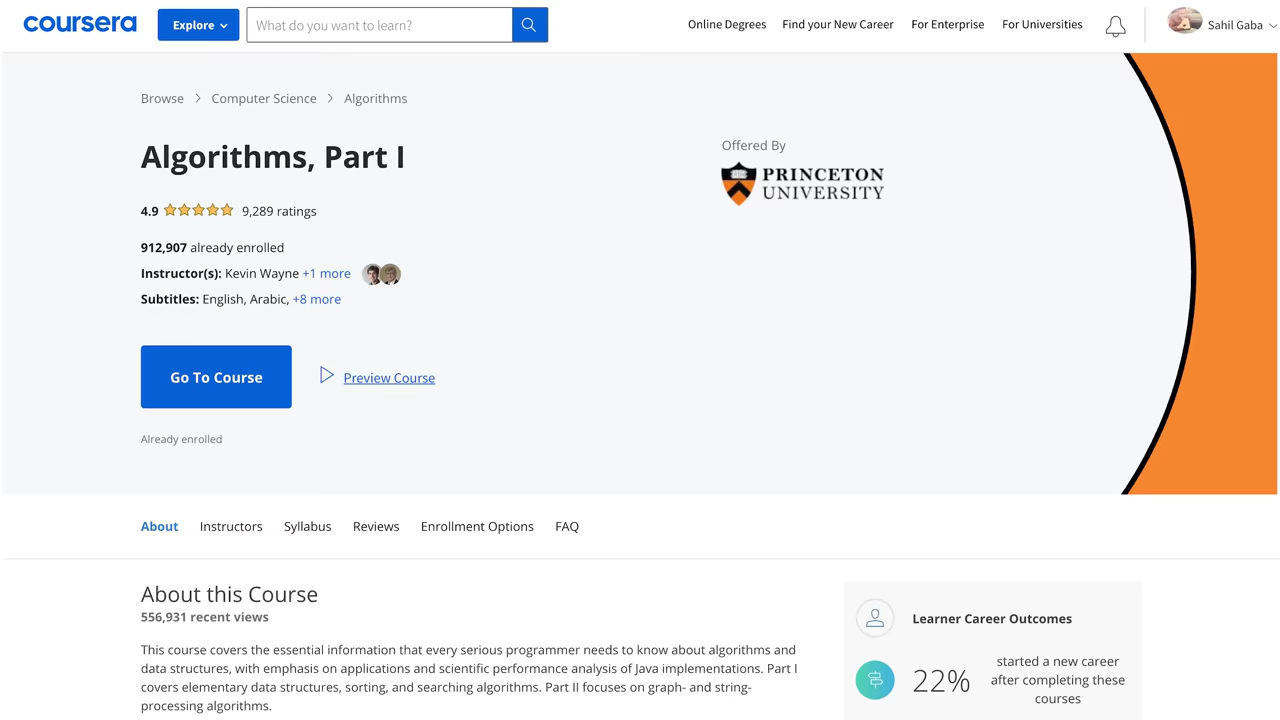 coursera
Explore
What do you want to learn?
Online Degrees
Find your New Career
For Enterprise
For Universities
Sahil Gaba
Browse > Computer Science > Algorithms
Algorithms, Part I
4.9 9,289 ratings
912,907 already enrolled
Instructor(s): Kevin Wayne +1 more
Subtitles: English, Arabic, +8 more
Go To Course
Preview Course
Already enrolled
Offered By
PRINCETON
UNIVERSITY
About
Instructors
Syllabus
Reviews
Enrollment Options
FAQ
About this Course
556,931 recent views
This course covers the essential information that every serious programmer needs to know about algorithms and
data structures, with emphasis on applications and scientific performance analysis of Java implementations. Part I
covers elementary data structures, sorting, and searching algorithms. Part II focuses on graph- and string-
processing algorithms.
Learner Career Outcomes
22%
started a new career
after completing these
courses